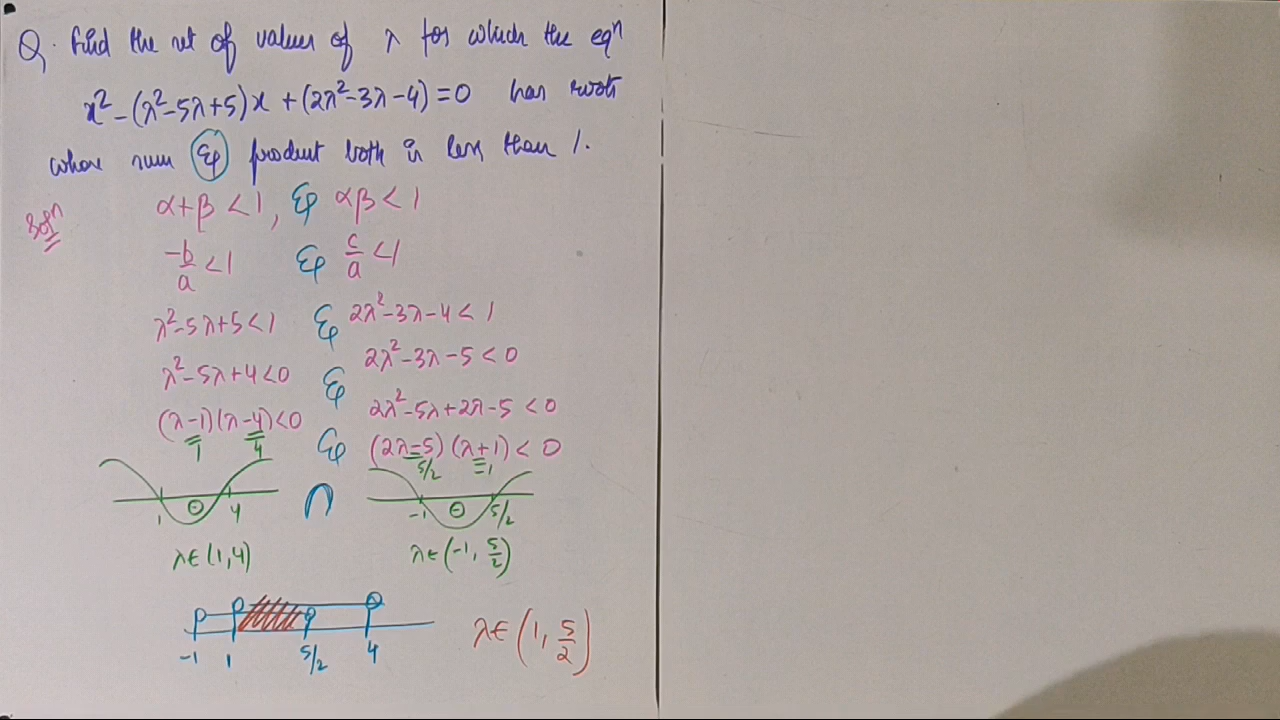 Q. Find the set of values of λ for which the eqⁿ
x² - (λ²-5λ+5)x + (2λ²-3λ-4) = 0 has roots
whose sum & product both is less than 1.
Solⁿ α+β < 1, & αβ < 1
-b/a < 1 & c/a < 1
λ²-5λ+5 < 1 & 2λ²-3λ-4 < 1
λ²-5λ+4 < 0 & 2λ²-3λ-5 < 0
2λ²-5λ+2λ-5 < 0
(λ-1)(λ-4) < 0 & (2λ-5)(λ+1) < 0
1 4 5/2 -1
1 ⊖ 4 ∩ -1 ⊖ 5/2
λ∈(1,4) λ∈(-1, 5/2)
-1 1 5/2 4 λ∈(1, 5/2)